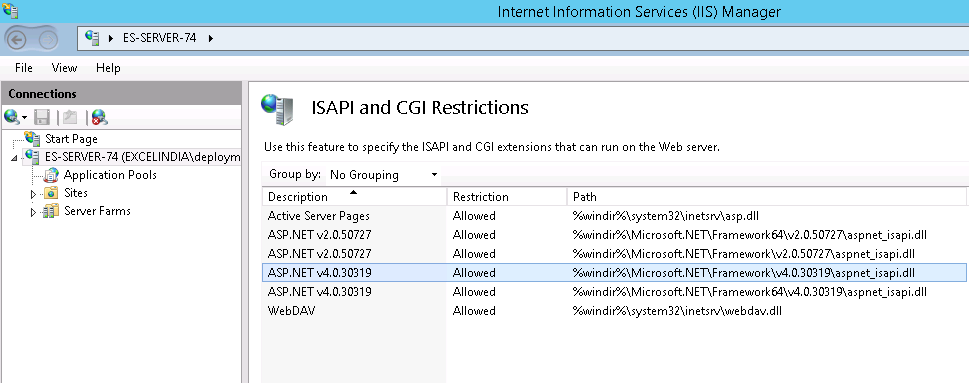 Internet Information Services (IIS) Manager
ES-SERVER-74
File View Help
Connections
Start Page
ES-SERVER-74 (EXCELINDIA\deploym
Application Pools
Sites
Server Farms
ISAPI and CGI Restrictions
Use this feature to specify the ISAPI and CGI extensions that can run on the Web server.
Group by: No Grouping
Description Restriction Path
Active Server Pages Allowed %windir%\system32\inetsrv\asp.dll
ASP.NET v2.0.50727 Allowed %windir%\Microsoft.NET\Framework64\v2.0.50727\aspnet_isapi.dll
ASP.NET v2.0.50727 Allowed %windir%\Microsoft.NET\Framework\v2.0.50727\aspnet_isapi.dll
ASP.NET v4.0.30319 Allowed %windir%\Microsoft.NET\Framework\v4.0.30319\aspnet_isapi.dll
ASP.NET v4.0.30319 Allowed %windir%\Microsoft.NET\Framework64\v4.0.30319\aspnet_isapi.dll
WebDAV Allowed %windir%\system32\inetsrv\webdav.dll